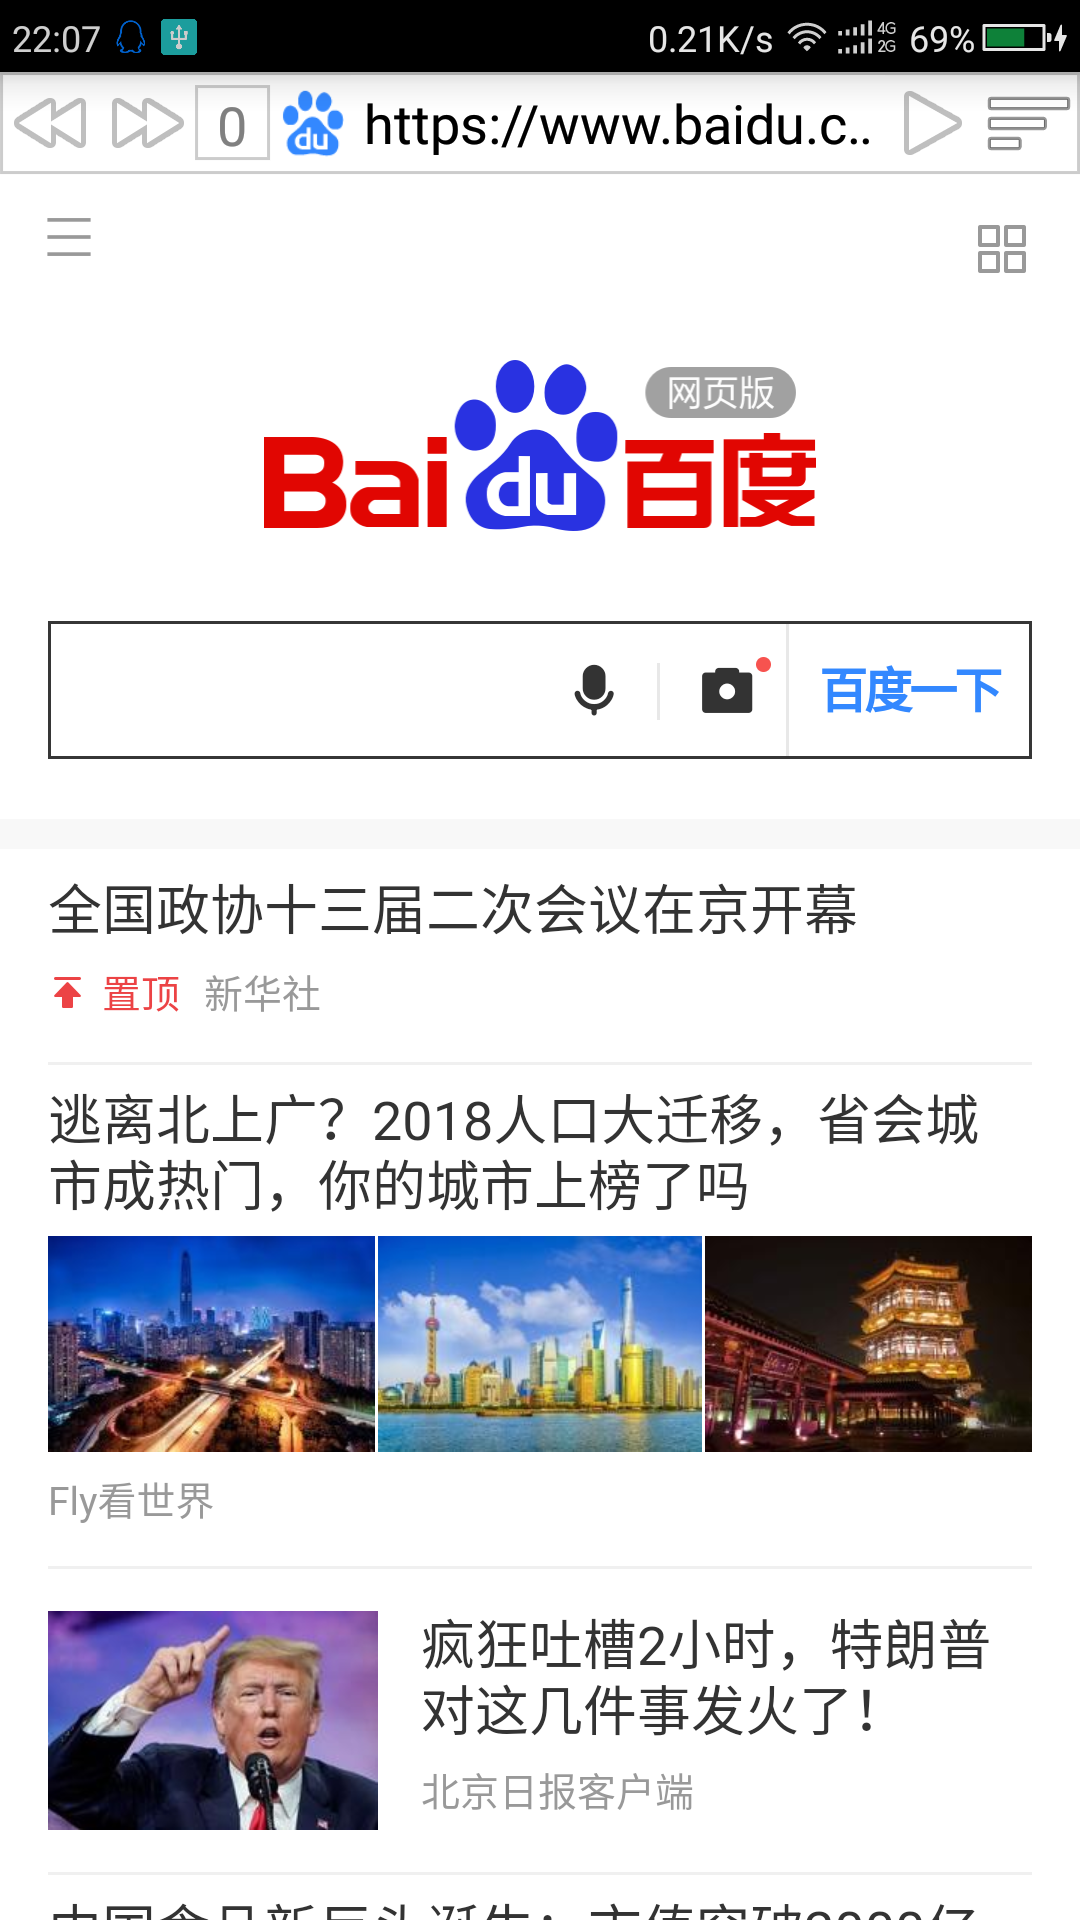 22:07 0.21K/s 4G 2G 69%
0 du https://www.baidu.c..
网页版
Bai du 百度
百度一下
全国政协十三届二次会议在京开幕
置顶 新华社
逃离北上广？2018人口大迁移，省会城
市成热门，你的城市上榜了吗
Fly看世界
疯狂吐槽2小时，特朗普
对这几件事发火了！
北京日报客户端